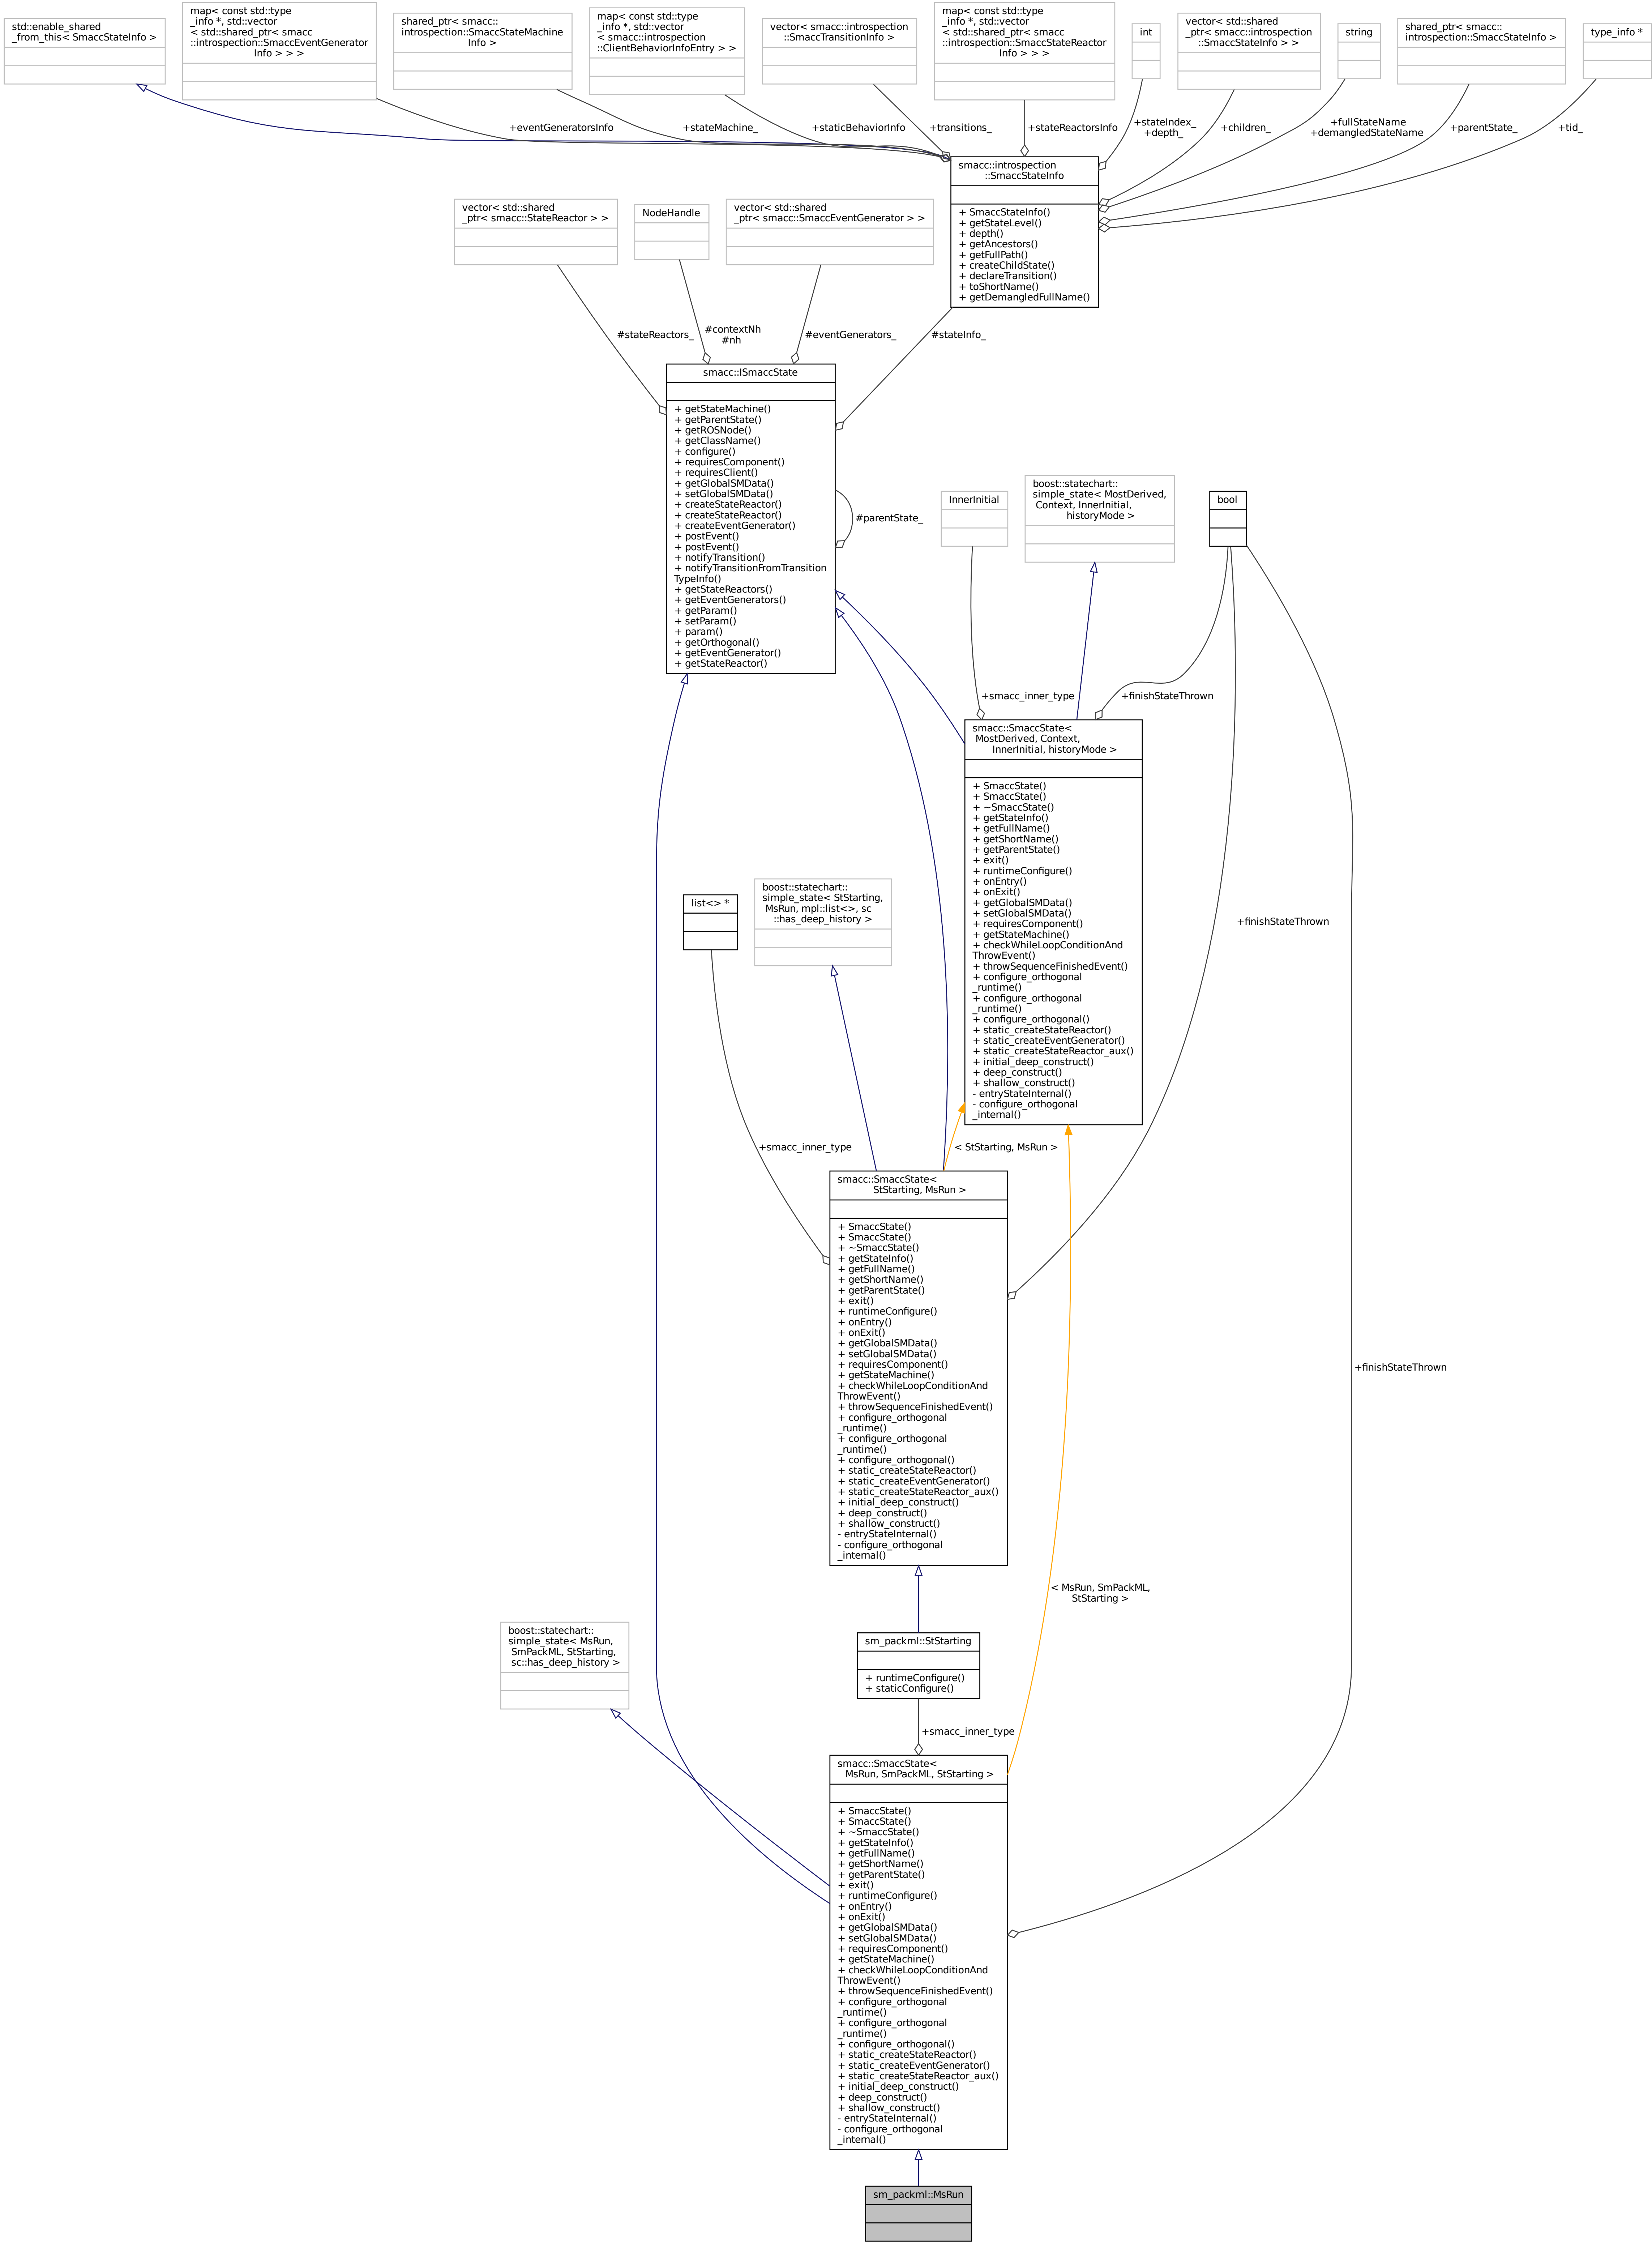 std::enable_shared
_from_this< SmaccStateInfo >
map< const std::type
_info *, std::vector
< std::shared_ptr< smacc
::introspection::SmaccEventGenerator
Info > > >
shared_ptr< smacc::
introspection::SmaccStateMachine
Info >
map< const std::type
_info *, std::vector
< smacc::introspection
::ClientBehaviorInfoEntry > >
vector< smacc::introspection
::SmaccTransitionInfo >
map< const std::type
_info *, std::vector
< std::shared_ptr< smacc
::introspection::SmaccStateReactor
Info > > >
int
vector< std::shared
_ptr< smacc::introspection
::SmaccStateInfo > >
string
shared_ptr< smacc::
introspection::SmaccStateInfo >
type_info *
+eventGeneratorsInfo
+stateMachine_
+staticBehaviorInfo
+transitions_
+stateReactorsInfo
+stateIndex_
+depth_
+children_
+fullStateName
+demangledStateName
+parentState_
+tid_
smacc::introspection
::SmaccStateInfo
+ SmaccStateInfo()
+ getStateLevel()
+ depth()
+ getAncestors()
+ getFullPath()
+ createChildState()
+ declareTransition()
+ toShortName()
+ getDemangledFullName()
vector< std::shared
_ptr< smacc::StateReactor > >
NodeHandle
vector< std::shared
_ptr< smacc::SmaccEventGenerator > >
#stateReactors_
#contextNh
#nh
#eventGenerators_
#stateInfo_
smacc::ISmaccState
+ getStateMachine()
+ getParentState()
+ getROSNode()
+ getClassName()
+ configure()
+ requiresComponent()
+ requiresClient()
+ getGlobalSMData()
+ setGlobalSMData()
+ createStateReactor()
+ createStateReactor()
+ createEventGenerator()
+ postEvent()
+ postEvent()
+ notifyTransition()
+ notifyTransitionFromTransition
TypeInfo()
+ getStateReactors()
+ getEventGenerators()
+ getParam()
+ setParam()
+ param()
+ getOrthogonal()
+ getEventGenerator()
+ getStateReactor()
#parentState_
InnerInitial
boost::statechart::
simple_state< MostDerived,
Context, InnerInitial,
historyMode >
bool
+smacc_inner_type
+finishStateThrown
smacc::SmaccState<
MostDerived, Context,
InnerInitial, historyMode >
+ SmaccState()
+ SmaccState()
+ ~SmaccState()
+ getStateInfo()
+ getFullName()
+ getShortName()
+ getParentState()
+ exit()
+ runtimeConfigure()
+ onEntry()
+ onExit()
+ getGlobalSMData()
+ setGlobalSMData()
+ requiresComponent()
+ getStateMachine()
+ checkWhileLoopConditionAnd
ThrowEvent()
+ throwSequenceFinishedEvent()
+ configure_orthogonal
_runtime()
+ configure_orthogonal
_runtime()
+ configure_orthogonal()
+ static_createStateReactor()
+ static_createEventGenerator()
+ static_createStateReactor_aux()
+ initial_deep_construct()
+ deep_construct()
+ shallow_construct()
- entryStateInternal()
- configure_orthogonal
_internal()
list<> *
boost::statechart::
simple_state< StStarting,
MsRun, mpl::list<>, sc
::has_deep_history >
+finishStateThrown
+smacc_inner_type
< StStarting, MsRun >
smacc::SmaccState<
StStarting, MsRun >
+ SmaccState()
+ SmaccState()
+ ~SmaccState()
+ getStateInfo()
+ getFullName()
+ getShortName()
+ getParentState()
+ exit()
+ runtimeConfigure()
+ onEntry()
+ onExit()
+ getGlobalSMData()
+ setGlobalSMData()
+ requiresComponent()
+ getStateMachine()
+ checkWhileLoopConditionAnd
ThrowEvent()
+ throwSequenceFinishedEvent()
+ configure_orthogonal
_runtime()
+ configure_orthogonal
_runtime()
+ configure_orthogonal()
+ static_createStateReactor()
+ static_createEventGenerator()
+ static_createStateReactor_aux()
+ initial_deep_construct()
+ deep_construct()
+ shallow_construct()
- entryStateInternal()
- configure_orthogonal
_internal()
+finishStateThrown
< MsRun, SmPackML,
StStarting >
boost::statechart::
simple_state< MsRun,
SmPackML, StStarting,
sc::has_deep_history >
sm_packml::StStarting
+ runtimeConfigure()
+ staticConfigure()
+smacc_inner_type
smacc::SmaccState<
MsRun, SmPackML, StStarting >
+ SmaccState()
+ SmaccState()
+ ~SmaccState()
+ getStateInfo()
+ getFullName()
+ getShortName()
+ getParentState()
+ exit()
+ runtimeConfigure()
+ onEntry()
+ onExit()
+ getGlobalSMData()
+ setGlobalSMData()
+ requiresComponent()
+ getStateMachine()
+ checkWhileLoopConditionAnd
ThrowEvent()
+ throwSequenceFinishedEvent()
+ configure_orthogonal
_runtime()
+ configure_orthogonal
_runtime()
+ configure_orthogonal()
+ static_createStateReactor()
+ static_createEventGenerator()
+ static_createStateReactor_aux()
+ initial_deep_construct()
+ deep_construct()
+ shallow_construct()
- entryStateInternal()
- configure_orthogonal
_internal()
sm_packml::MsRun